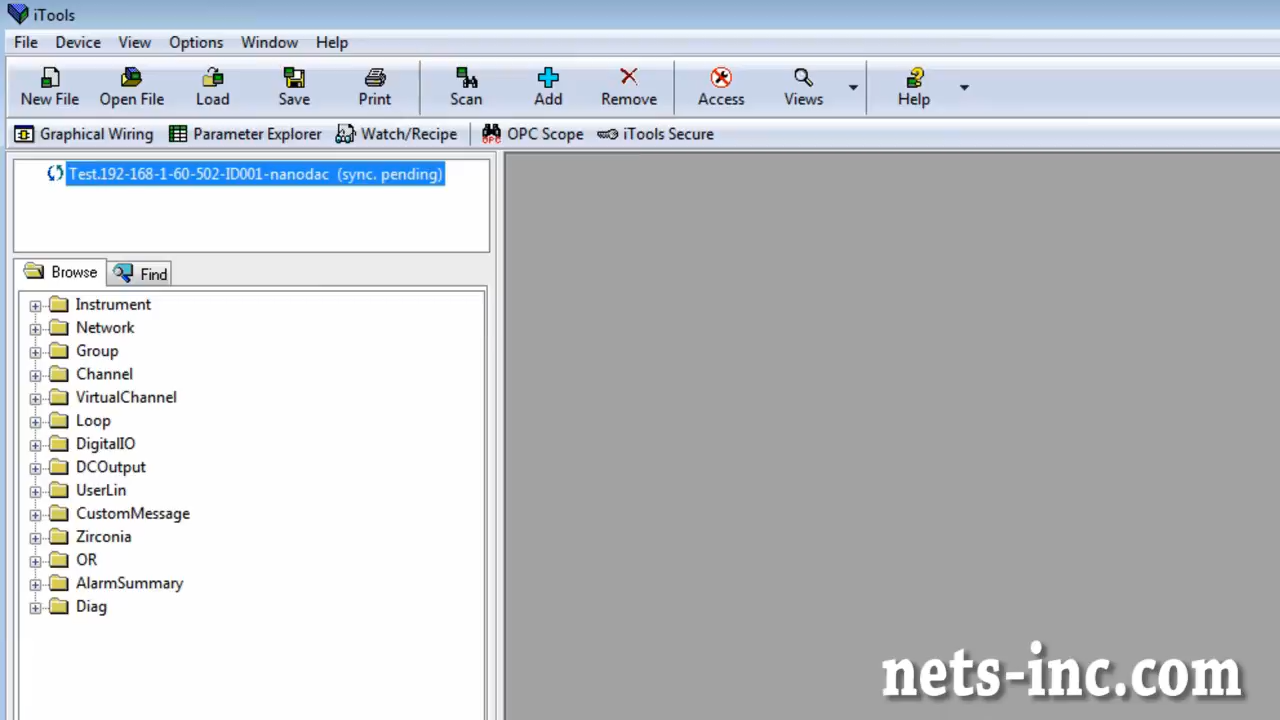 iTools
File Device View Options Window Help
New File Open File Load Save Print Scan Add Remove Access Views Help
Graphical Wiring Parameter Explorer Watch/Recipe OPC OPC Scope iTools Secure
Test.192-168-1-60-502-ID001-nanodac (sync. pending)
Browse Find
Instrument
Network
Group
Channel
VirtualChannel
Loop
DigitalIO
DCOutput
UserLin
CustomMessage
Zirconia
OR
AlarmSummary
Diag
nets-inc.com